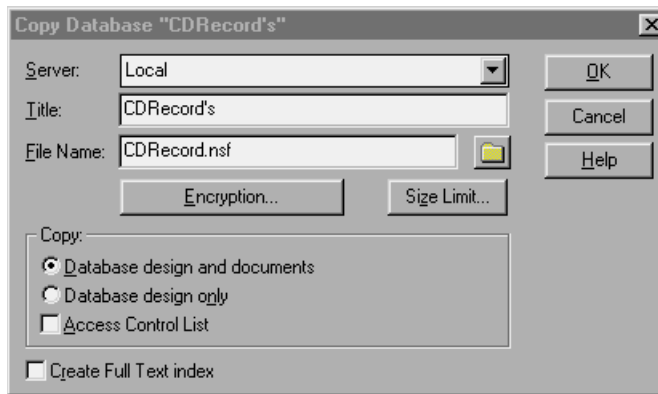 Copy Database "CDRecord's"
Server: Local OK
Title: CDRecord's Cancel
File Name: CDRecord.nsf Help
Encryption... Size Limit...
Copy:
Database design and documents
Database design only
Access Control List
Create Full Text index